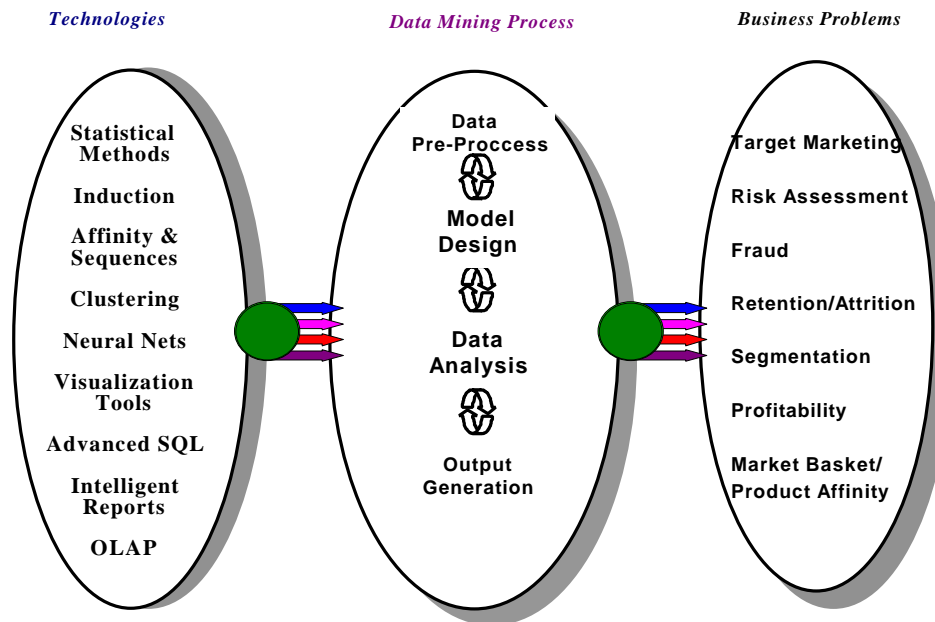 Technologies
Data Mining Process
Business Problems
Statistical
Methods
Induction
Affinity &
Sequences
Clustering
Neural Nets
Visualization
Tools
Advanced SQL
Intelligent
Reports
OLAP
Data
Pre-Proccess
Model
Design
Data
Analysis
Output
Generation
Target Marketing
Risk Assessment
Fraud
Retention/Attrition
Segmentation
Profitability
Market Basket/
Product Affinity